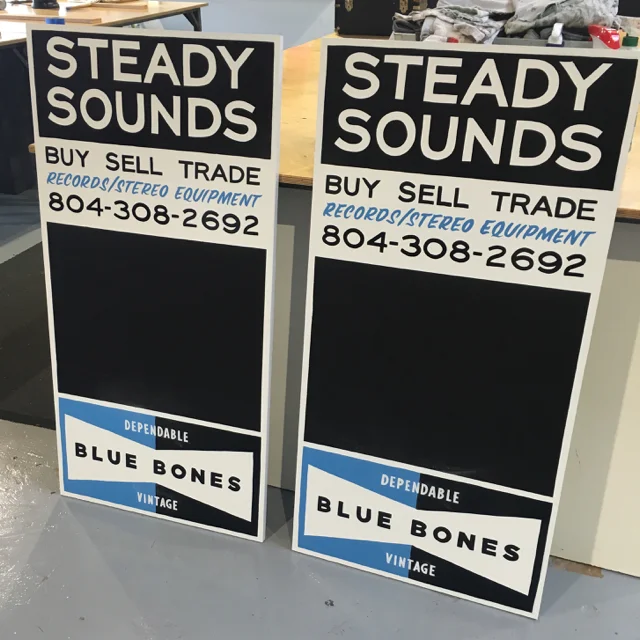 STEADY
SOUNDS
BUY SELL TRADE
RECORDS/STEREO EQUIPMENT
804-308-2692
DEPENDABLE
BLUE BONES
VINTAGE
STEADY
SOUNDS
BUY SELL TRADE
RECORDS/STEREO EQUIPMENT
804-308-2692
DEPENDABLE
BLUE BONES
VINTAGE